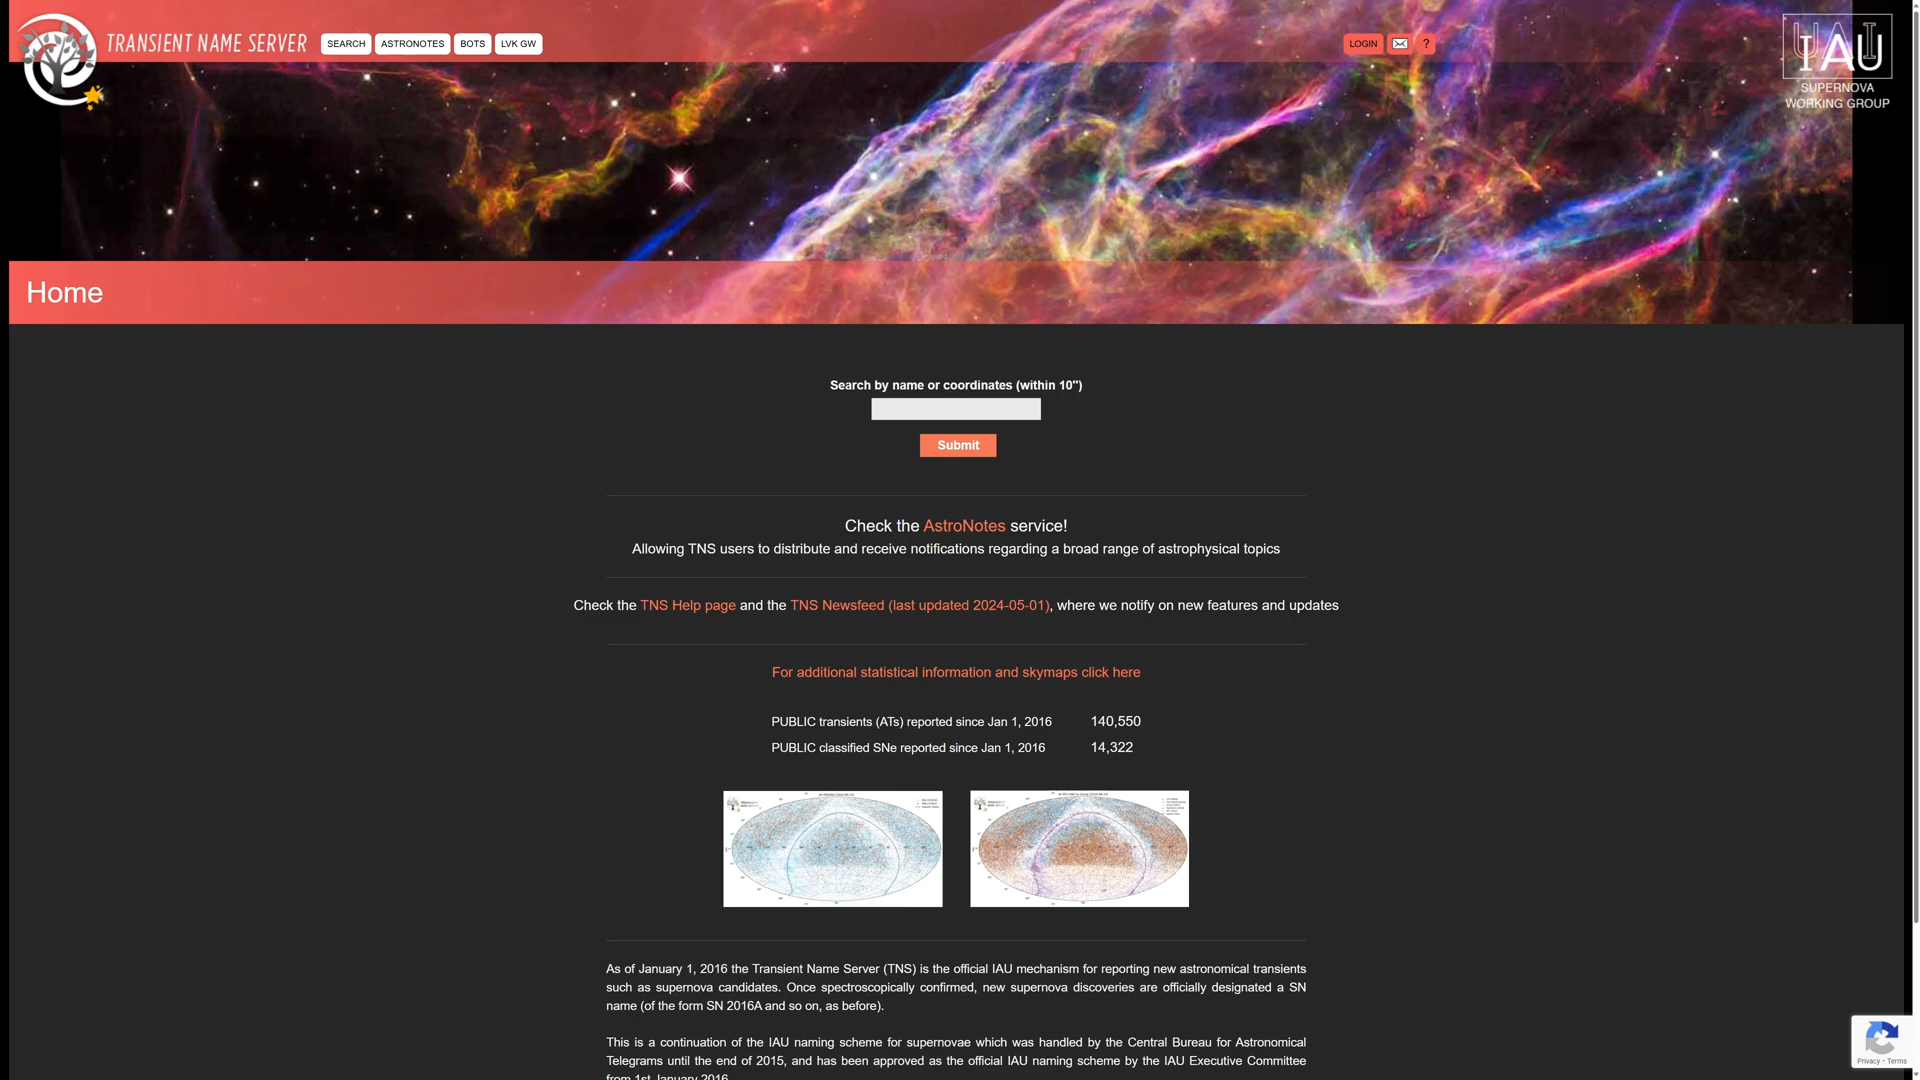 TRANSIENT NAME SERVER
SEARCH
ASTRONOTES
BOTS
LVK GW
LOGIN
?
IAU
SUPERNOVA
WORKING GROUP
Home
Search by name or coordinates (within 10")
Submit
Check the AstroNotes service!
Allowing TNS users to distribute and receive notifications regarding a broad range of astrophysical topics
Check the TNS Help page and the TNS Newsfeed (last updated 2024-05-01), where we notify on new features and updates
For additional statistical information and skymaps click here
PUBLIC transients (ATs) reported since Jan 1, 2016 140,550
PUBLIC classified SNe reported since Jan 1, 2016 14,322
As of January 1, 2016 the Transient Name Server (TNS) is the official IAU mechanism for reporting new astronomical transients
such as supernova candidates. Once spectroscopically confirmed, new supernova discoveries are officially designated a SN
name (of the form SN 2016A and so on, as before).
This is a continuation of the IAU naming scheme for supernovae which was handled by the Central Bureau for Astronomical
Telegrams until the end of 2015, and has been approved as the official IAU naming scheme by the IAU Executive Committee
from 1st January 2016.
Privacy - Terms